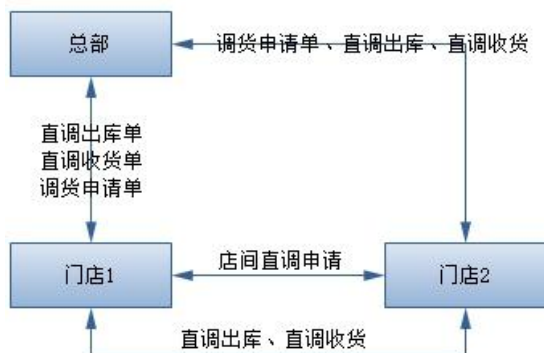 总部
调货申请单、直调出库、直调收货
直调出库单
直调收货单
调货申请单
门店1
店间直调申请
门店2
直调出库、直调收货